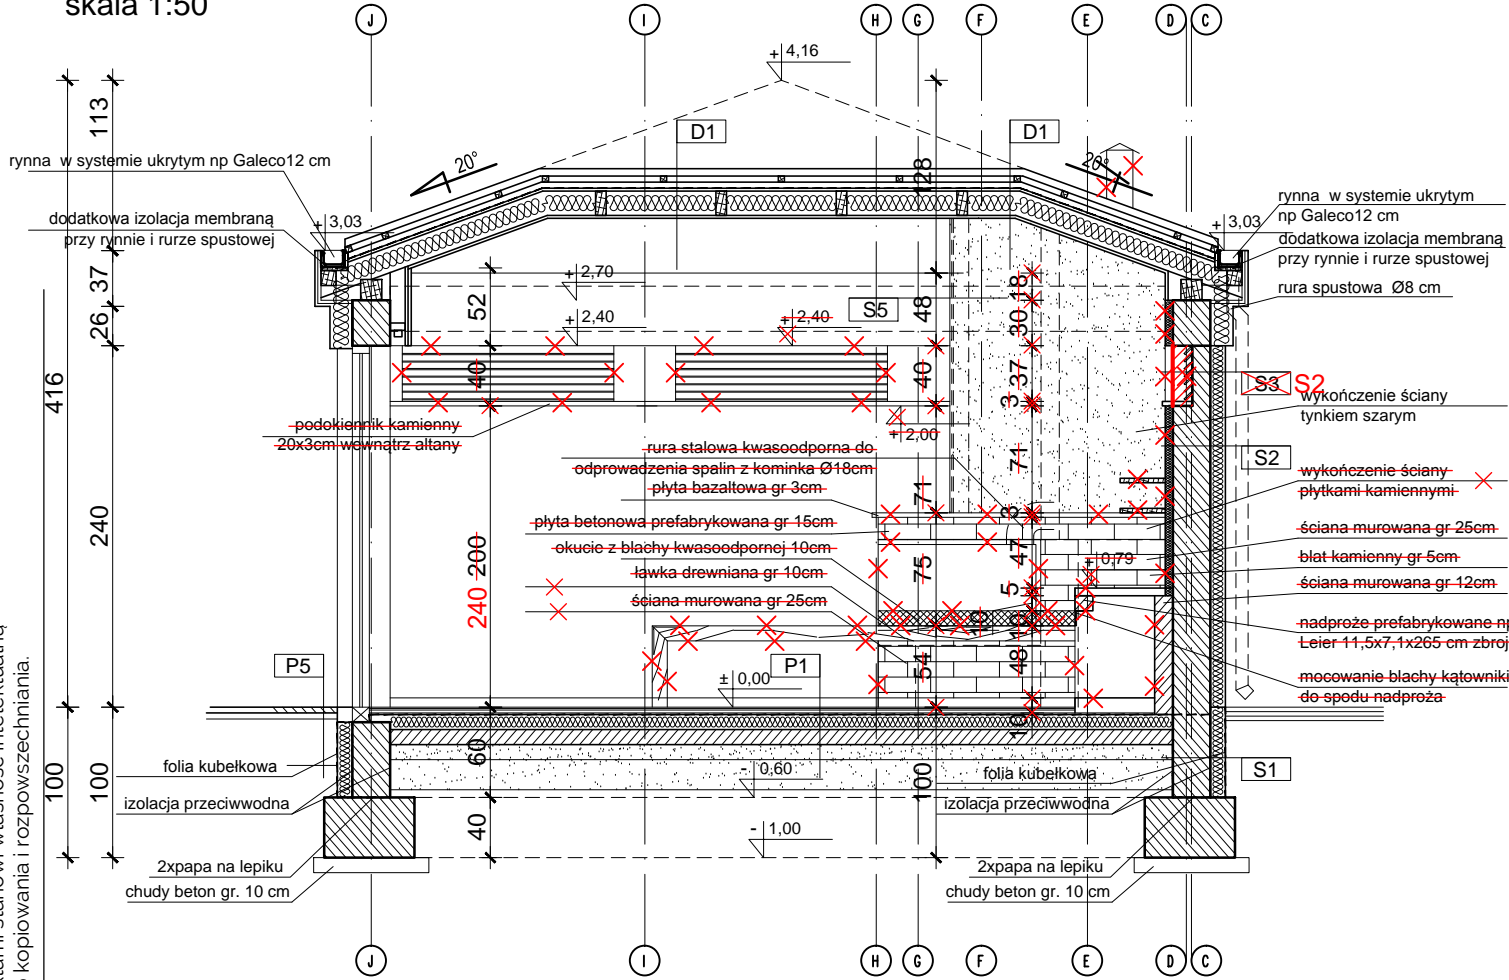 skala 1:50
J
I
H
G
F
E
D
C
+ 4,16
D1
D1
113
128
20°
20°
rynna w systemie ukrytym np Galeco12 cm
dodatkowa izolacja membraną
przy rynnie i rurze spustowej
+ 3,03
+ 3,03
rynna w systemie ukrytym
np Galeco12 cm
dodatkowa izolacja membraną
przy rynnie i rurze spustowej
rura spustowa Ø8 cm
37
26
52
+ 2,70
+ 2,40
+ 2,40
S5
48
18
30
416
240
40
40
37
3
S3 S2
wykończenie ściany
tynkiem szarym
podokiennik kamienny
20x3cm wewnątrz altany
+ 2,00
rura stalowa kwasoodporna do
odprowadzenia spalin z kominka Ø18cm
płyta bazaltowa gr 3cm
płyta betonowa prefabrykowana gr 15cm
okucie z blachy kwasoodpornej 10cm
ławka drewniana gr 10cm
ściana murowana gr 25cm
71
71
3
S2
wykończenie ściany
płytkami kamiennymi
ściana murowana gr 25cm
blat kamienny gr 5cm
ściana murowana gr 12cm
nadproże prefabrykowane
Leier 11,5x7,1x265 cm zbroj
mocowanie blachy kątowniki
do spodu nadproża
240 200
75
47
+ 0,79
5
10
54
48
P5
P1
± 0,00
10
100
100
60
100
folia kubełkowa
izolacja przeciwwodna
- 0,60
folia kubełkowa
izolacja przeciwwodna
S1
40
- 1,00
2xpapa na lepiku
chudy beton gr. 10 cm
2xpapa na lepiku
chudy beton gr. 10 cm
kopiowania i rozpowszechniania.
J
I
H
G
F
E
D
C